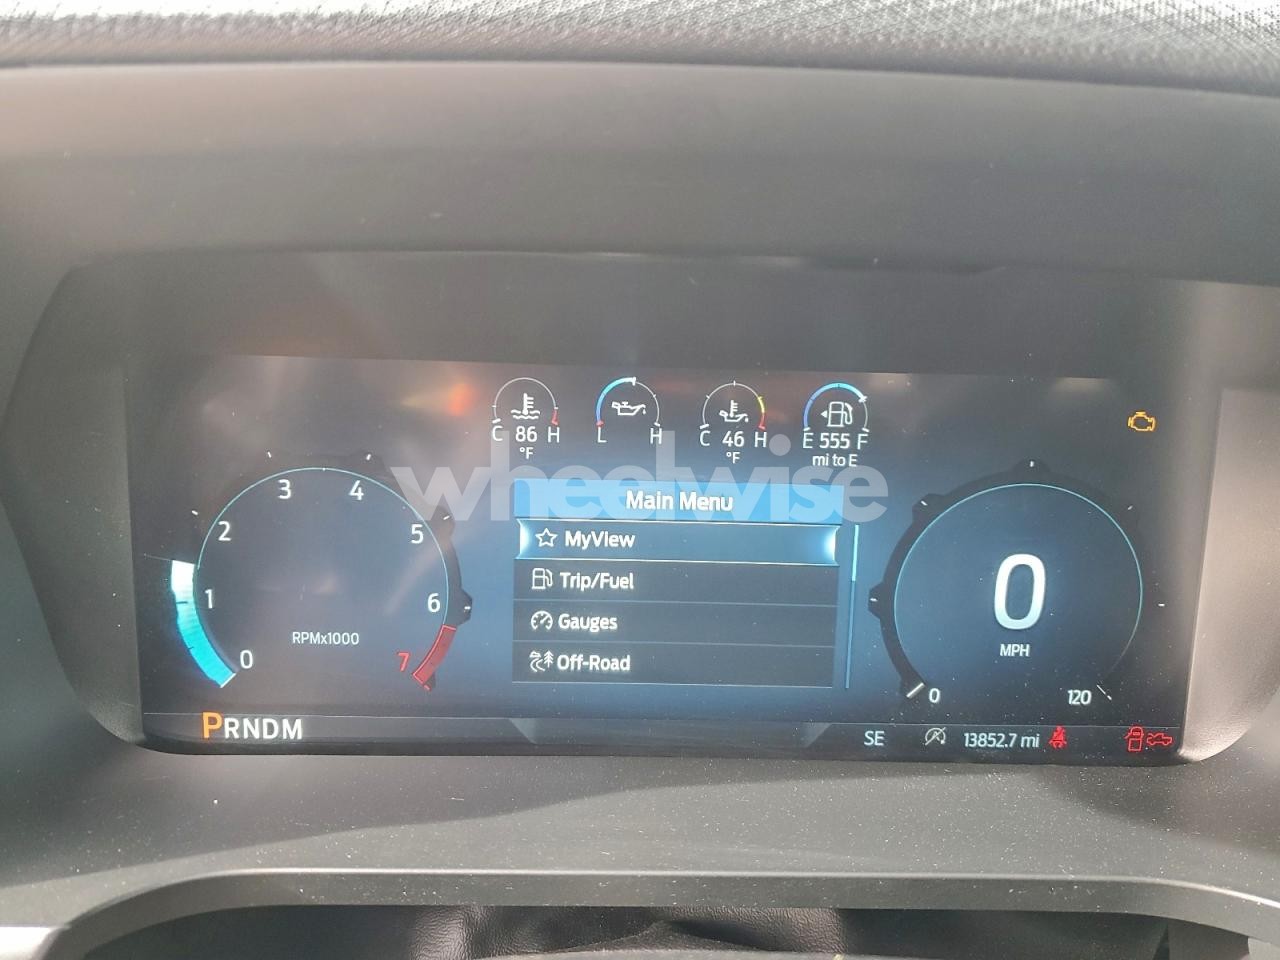 C 86 H
°F
L H
C 46 H
°F
E 555 F
mi to E
wheelwise
Main Menu
MyView
Trip/Fuel
Gauges
Off-Road
0
1
2
3
4
5
6
7
RPMx1000
0
MPH
0
120
PRNDM
SE
13852.7 mi